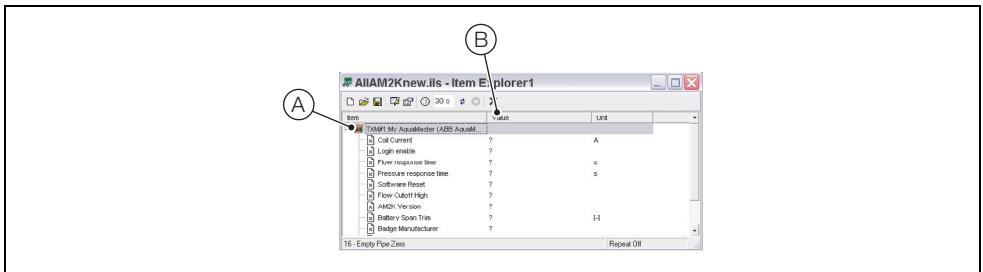 B
A
AllAM2Knew.ils - Item Explorer1
30 s
Item Value Unit
TXM#1:My AquaMaster (ABB AquaM...
Coil Current ? A
Login enable ?
Flow response time ? s
Pressure response time ? s
Software Reset ?
Flow Cutoff High ?
AM2K Version ?
Battery Span Trim ? [-]
Badge Manufacturer ?
16 - Empty Pipe Zero Repeat Off